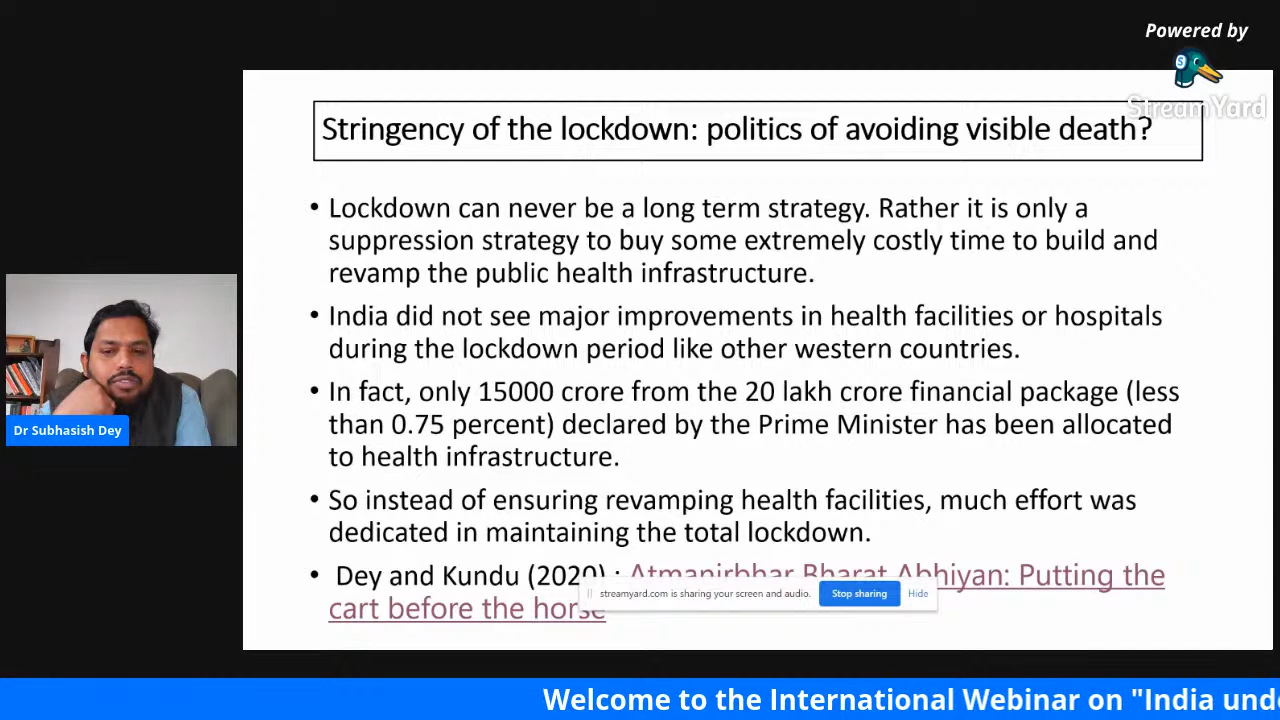 Powered by
StreamYard
Stringency of the lockdown: politics of avoiding visible death?
• Lockdown can never be a long term strategy. Rather it is only a
suppression strategy to buy some extremely costly time to build and
revamp the public health infrastructure.
• India did not see major improvements in health facilities or hospitals
during the lockdown period like other western countries.
• In fact, only 15000 crore from the 20 lakh crore financial package (less
than 0.75 percent) declared by the Prime Minister has been allocated
to health infrastructure.
• So instead of ensuring revamping health facilities, much effort was
dedicated in maintaining the total lockdown.
• Dey and Kundu (2020) : Atmanirbhar Bharat Abhiyan: Putting the
cart before the horse
streamyard.com is sharing your screen and audio. Stop sharing Hide
Dr Subhasish Dey
Welcome to the International Webinar on "India und